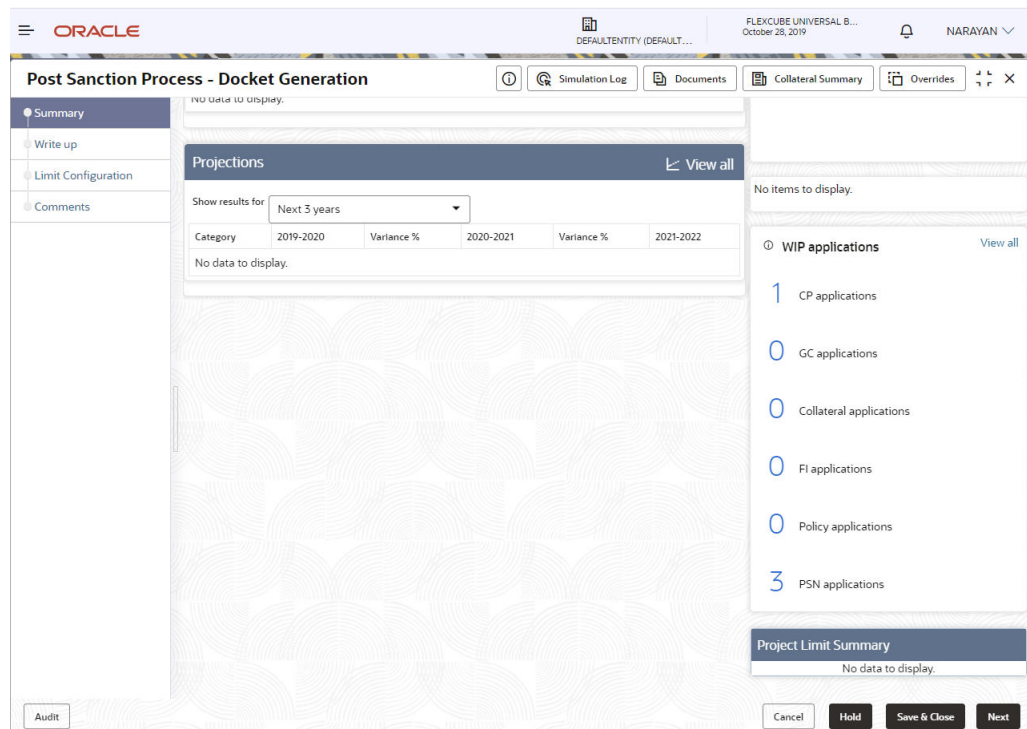 ORACLE
DEFAULTENTITY (DEFAULT...
FLEXCUBE UNIVERSAL B...
October 28, 2019
NARAYAN
Post Sanction Process - Docket Generation
Simulation Log
Documents
Collateral Summary
Overrides
Summary
Write up
Limit Configuration
Comments
No data to display.
Projections
View all
Show results for
Next 3 years
Category 2019-2020 Variance % 2020-2021 Variance % 2021-2022
No data to display.
No items to display.
WIP applications
View all
1 CP applications
0 GC applications
0 Collateral applications
0 FI applications
0 Policy applications
3 PSN applications
Project Limit Summary
No data to display.
Audit
Cancel
Hold
Save & Close
Next